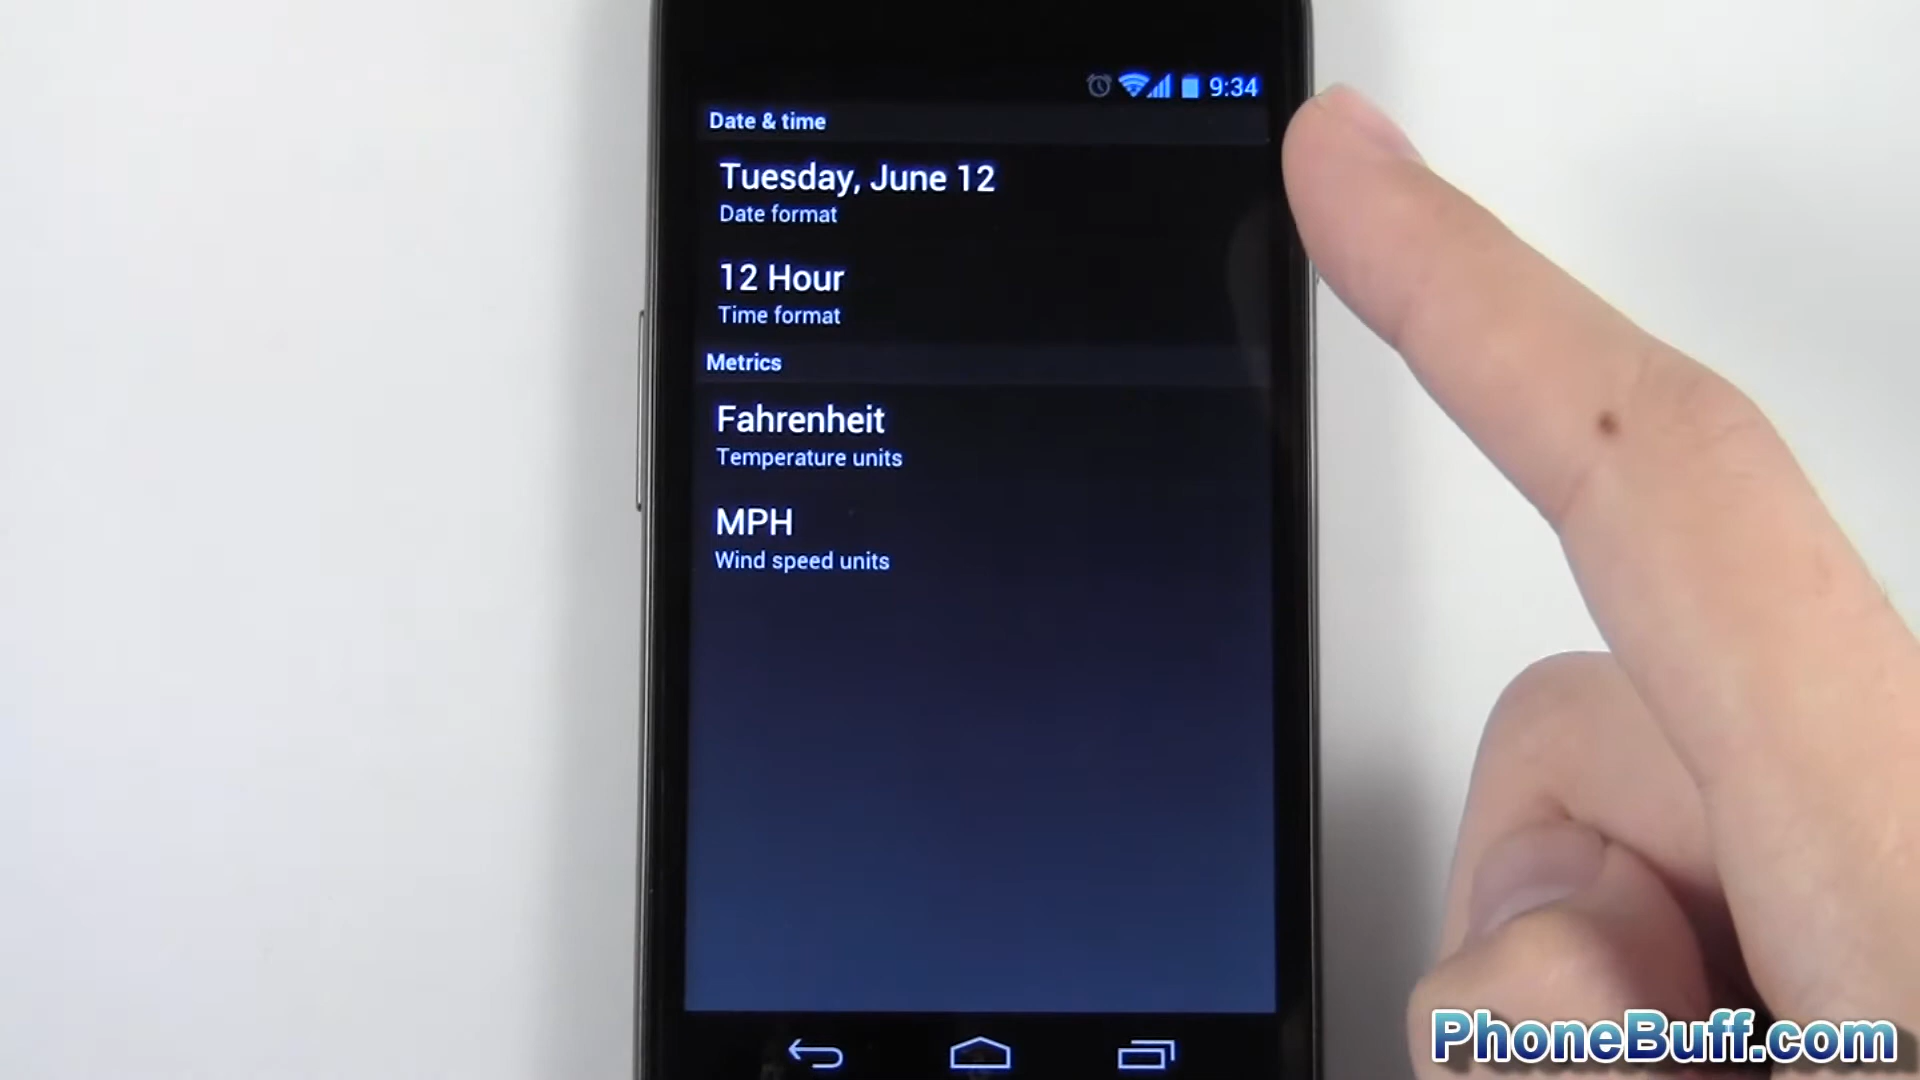 9:34
Date & time
Tuesday, June 12
Date format
12 Hour
Time format
Metrics
Fahrenheit
Temperature units
MPH
Wind speed units
PhoneBuff.com